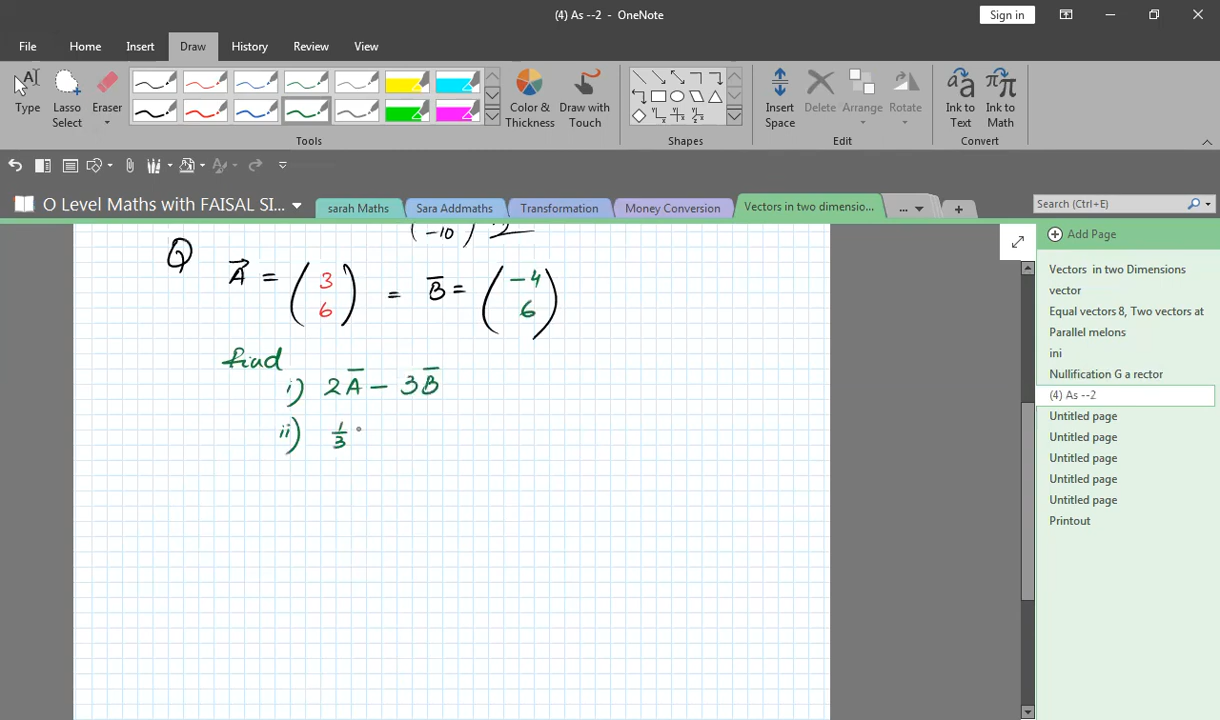 (4) As --2 - OneNote
Sign in
File Home Insert Draw History Review View
Type
Lasso Select
Eraser
Color & Thickness
Draw with Touch
Insert Space
Delete
Arrange
Rotate
Ink to Text
Ink to Math
Tools
Shapes
Edit
Convert
O Level Maths with FAISAL SI...
sarah Maths
Sara Addmaths
Transformation
Money Conversion
Vectors in two dimensio...
...
Search (Ctrl+E)
Add Page
Vectors in two Dimensions
vector
Equal vectors 8, Two vectors at
Parallel melons
ini
Nullification G a rector
(4) As --2
Untitled page
Untitled page
Untitled page
Untitled page
Untitled page
Printout
(-10)
Q
A⃗ = (3 6) = B̅ = (-4 6)
find
i) 2A̅ - 3B̅
ii) 1/3